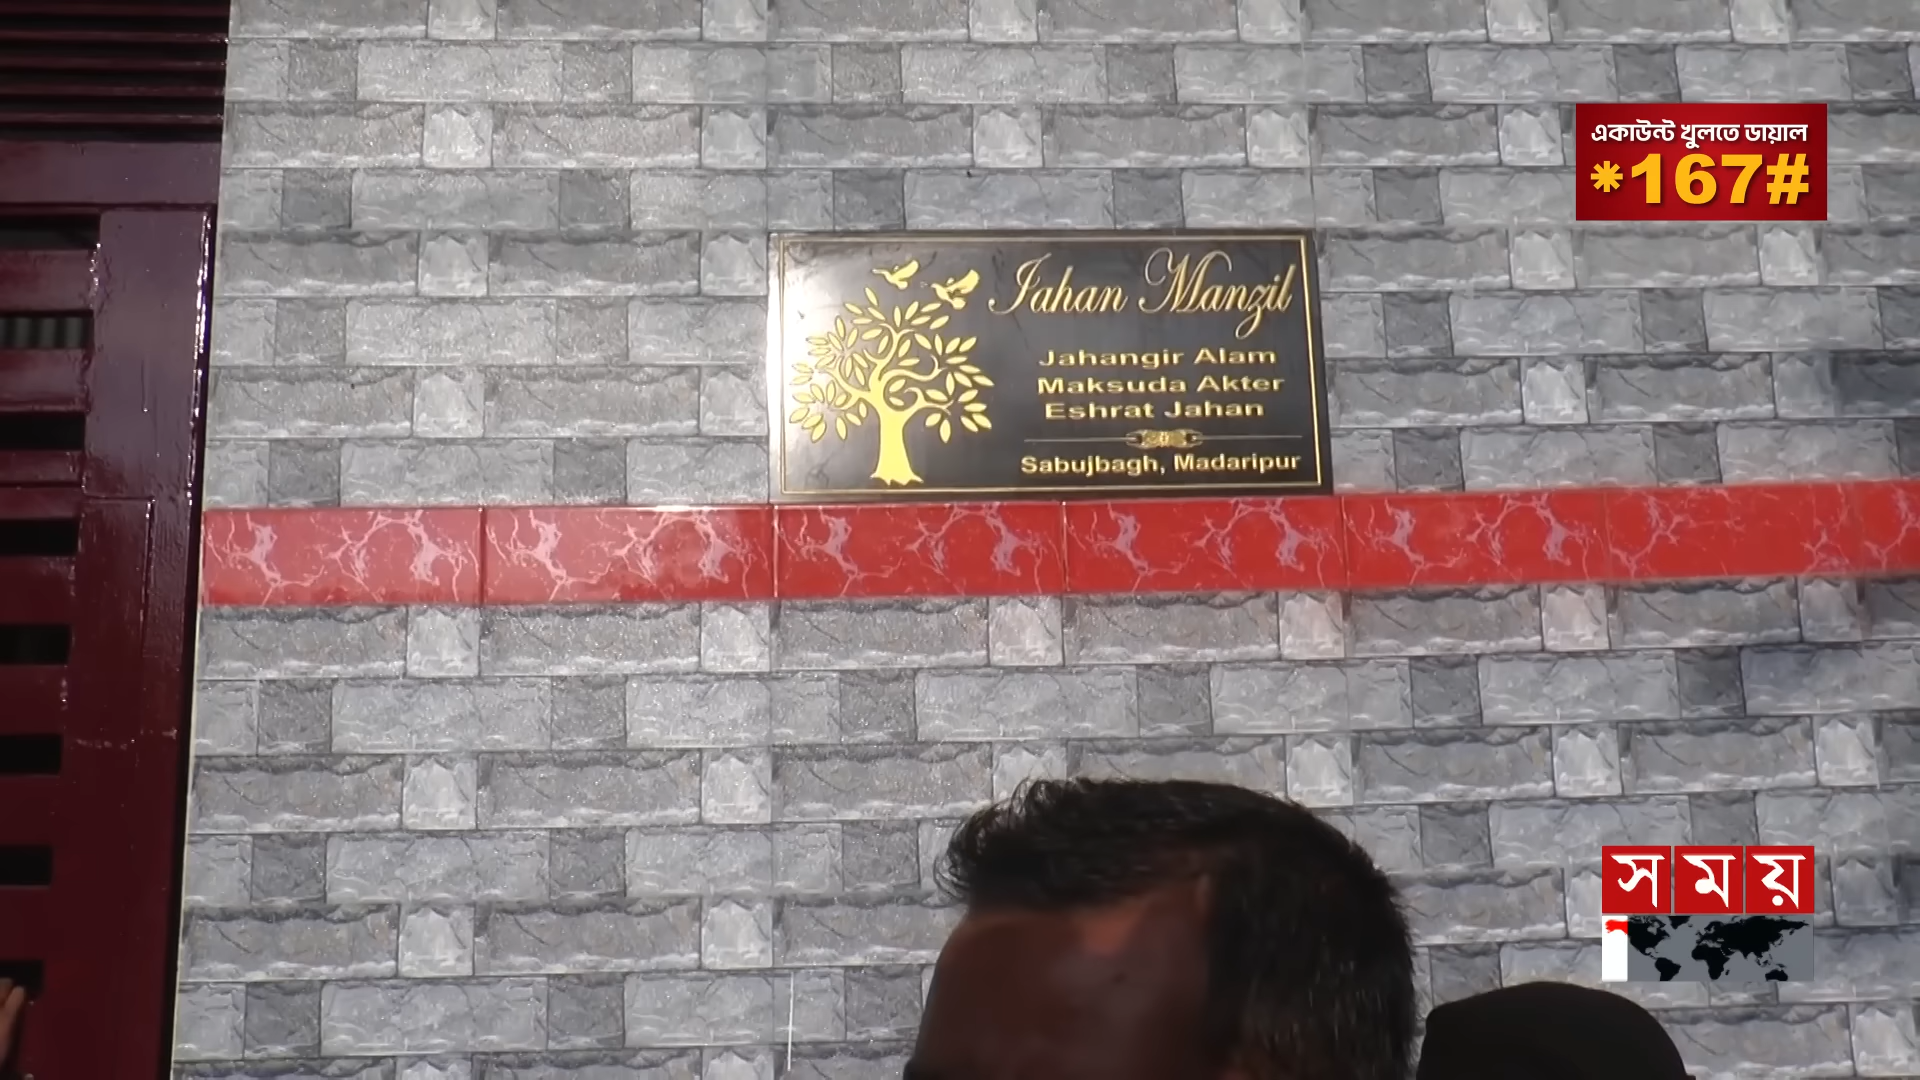 একাউন্ট খুলতে ডায়াল
*167#
Jahan Manzil
Jahangir Alam
Maksuda Akter
Eshrat Jahan
Sabujbagh, Madaripur
সময়